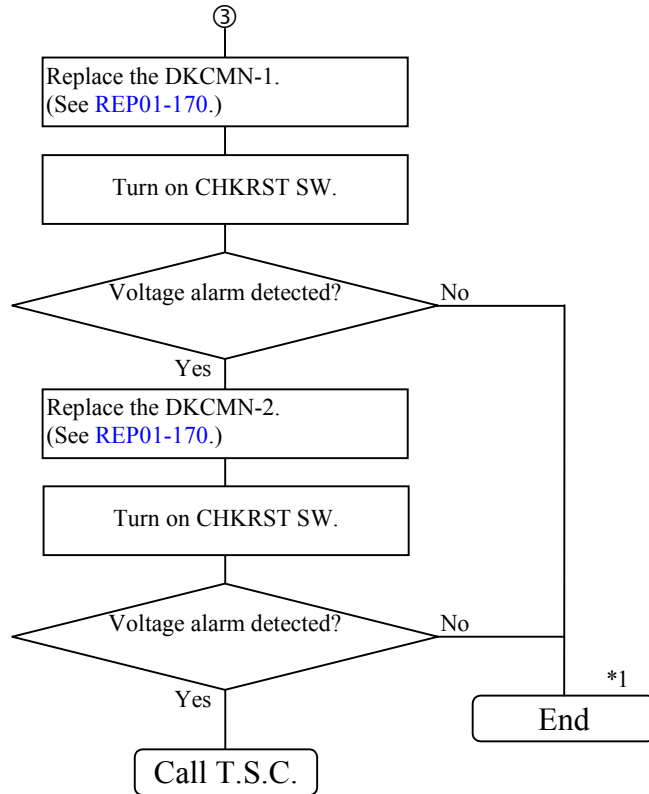 ③
Replace the DKCMN-1.
(See REP01-170.)
Turn on CHKRST SW.
Voltage alarm detected?
No
Yes
Replace the DKCMN-2.
(See REP01-170.)
Turn on CHKRST SW.
Voltage alarm detected?
No
Yes
*1
End
Call T.S.C.